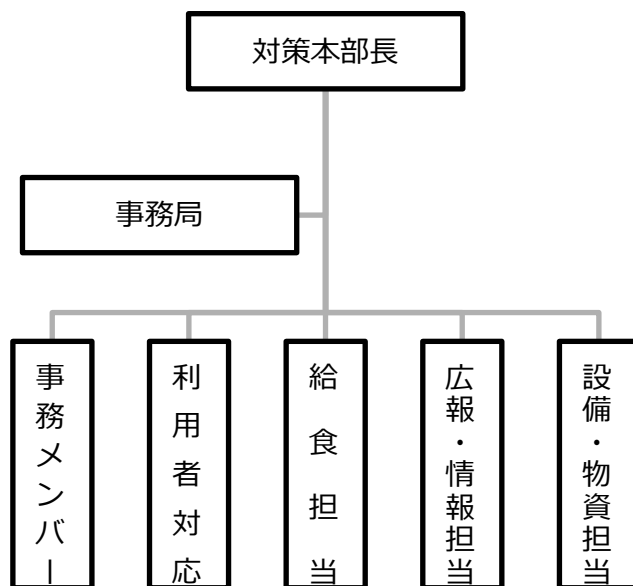 対策本部長
事務局
事務メンバー
利用者対応
給食担当
広報・情報担当
設備・物資担当